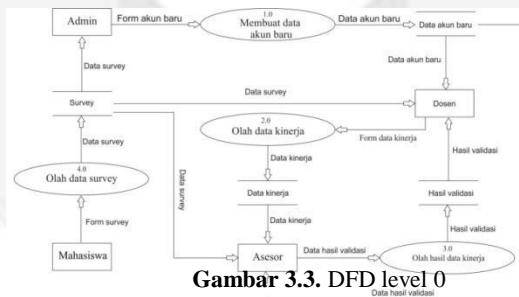 Admin
Form akun baru
1.0
Membuat data
akun baru
Data akun baru
Data akun baru
Data survey
Data akun baru
Survey
Data survey
Dosen
2.0
Olah data kinerja
Form data kinerja
Data survey
Data kinerja
Hasil validasi
4.0
Olah data survey
Data survey
Data kinerja
Hasil validasi
Form survey
Data kinerja
Hasil validasi
Mahasiswa
Asesor
Data hasil validasi
3.0
Olah hasil data kinerja
Gambar 3.3. DFD level 0
Data hasil validasi